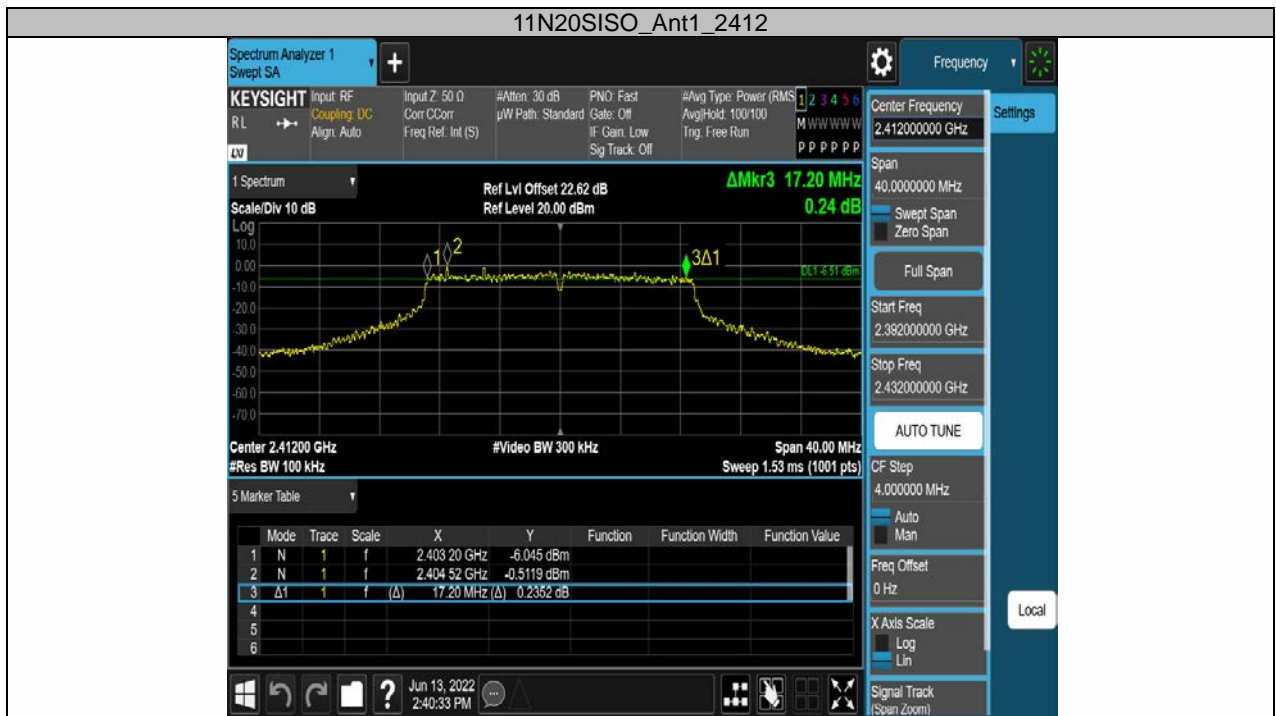 11N20SISO_Ant1_2412
Spectrum Analyzer 1
Swept SA
Frequency
KEYSIGHT
RL
LXI
Input: RF
Coupling: DC
Align: Auto
Input Z: 50 Ω
Corr CCorr
Freq Ref: Int (S)
#Atten: 30 dB
µW Path: Standard
PNO: Fast
Gate: Off
IF Gain: Low
Sig Track: Off
#Avg Type: Power (RMS
Avg|Hold: 100/100
Trig: Free Run
1 2 3 4 5 6
M W W W W W
P P P P P P
1 Spectrum
Scale/Div 10 dB
Ref Lvl Offset 22.62 dB
Ref Level 20.00 dBm
ΔMkr3 17.20 MHz
0.24 dB
Log
10.0
0.00
-10.0
-20.0
-30.0
-40.0
-50.0
-60.0
-70.0
1
2
3Δ1
DL1 -6.51 dBm
Center 2.41200 GHz
#Video BW 300 kHz
Span 40.00 MHz
#Res BW 100 kHz
Sweep 1.53 ms (1001 pts)
5 Marker Table
Mode Trace Scale X Y Function Function Width Function Value
1 N 1 f 2.403 20 GHz -6.045 dBm
2 N 1 f 2.404 52 GHz -0.5119 dBm
3 Δ1 1 f (Δ) 17.20 MHz (Δ) 0.2352 dB
4
5
6
?
Jun 13, 2022
2:40:33 PM
Center Frequency
2.412000000 GHz
Settings
Span
40.0000000 MHz
Swept Span
Zero Span
Full Span
Start Freq
2.392000000 GHz
Stop Freq
2.432000000 GHz
AUTO TUNE
CF Step
4.000000 MHz
Auto
Man
Freq Offset
0 Hz
X Axis Scale
Log
Lin
Local
Signal Track
(Span Zoom)